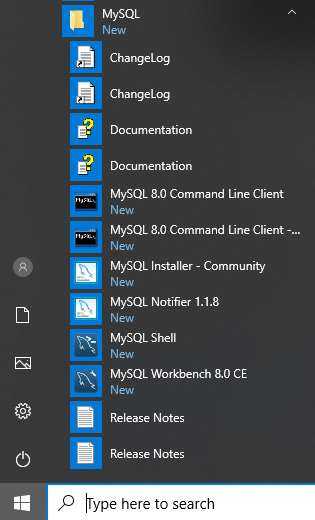 MySQL
New
ChangeLog
ChangeLog
Documentation
Documentation
MySQL 8.0 Command Line Client
New
MySQL 8.0 Command Line Client -...
New
MySQL Installer - Community
New
MySQL Notifier 1.1.8
New
MySQL Shell
New
MySQL Workbench 8.0 CE
New
Release Notes
Release Notes
Type here to search